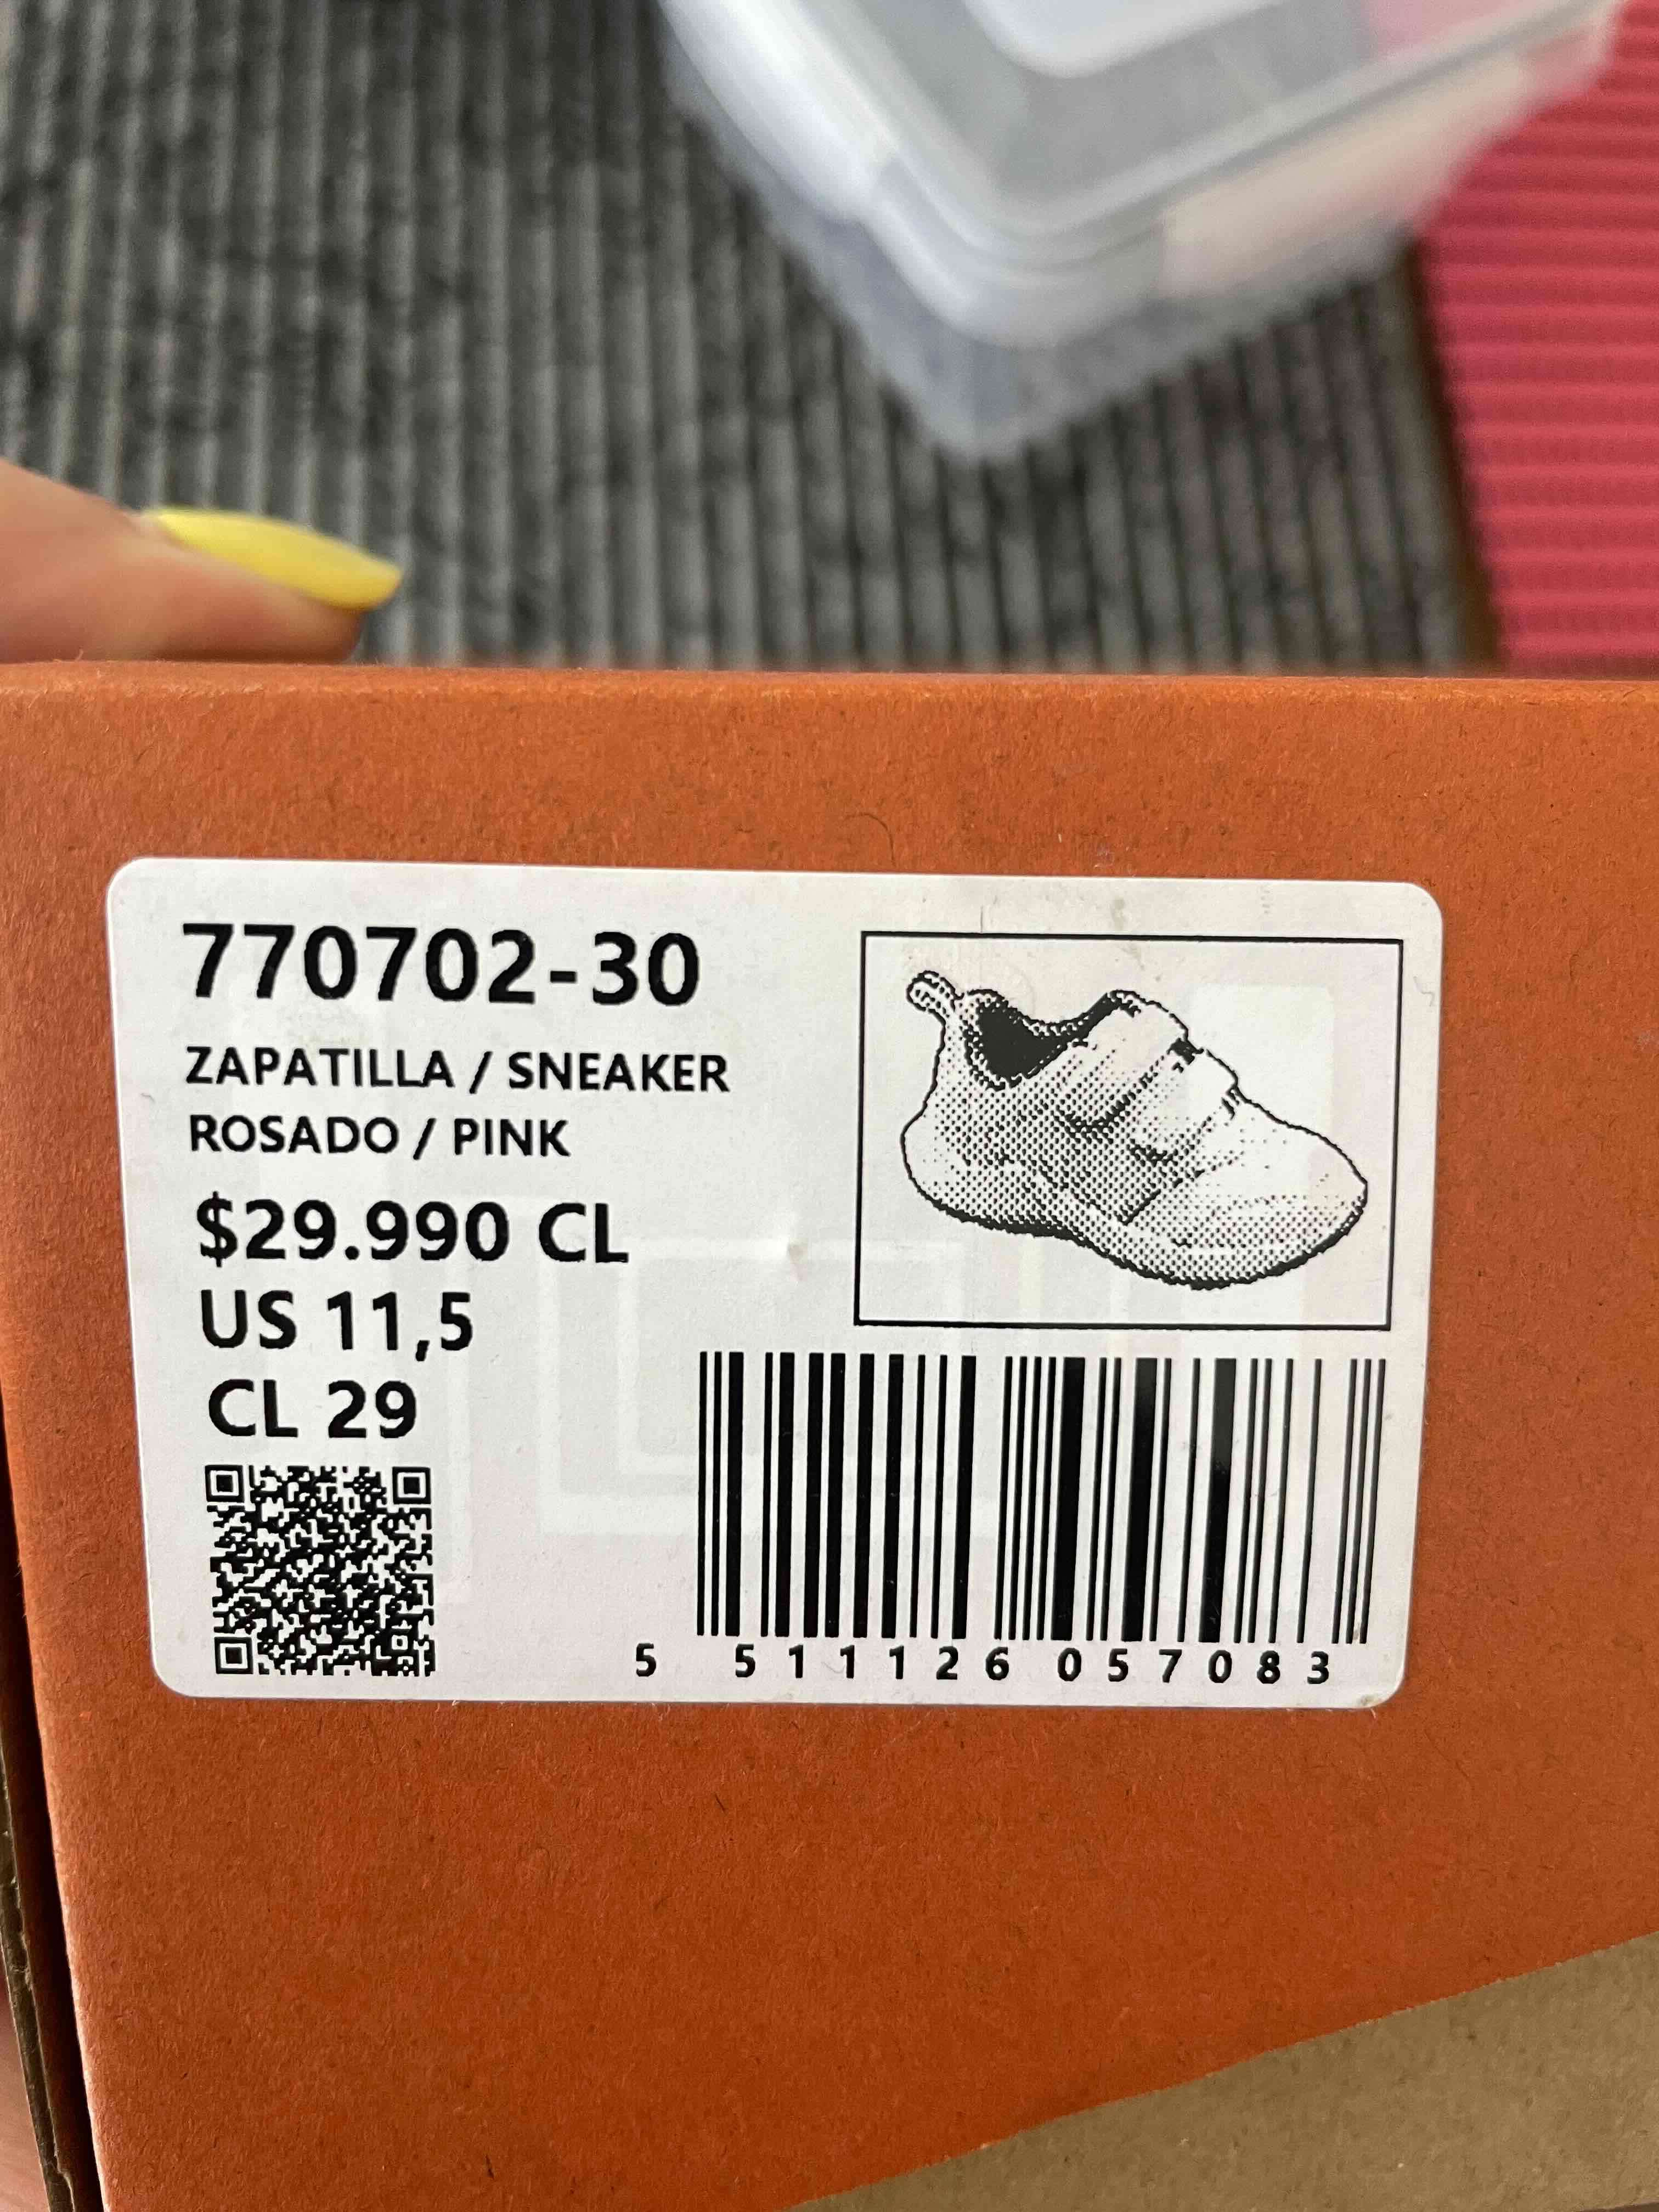 770702-30
ZAPATILLA / SNEAKER
ROSADO / PINK
$29.990 CL
US 11,5
CL 29
5 511126 057083